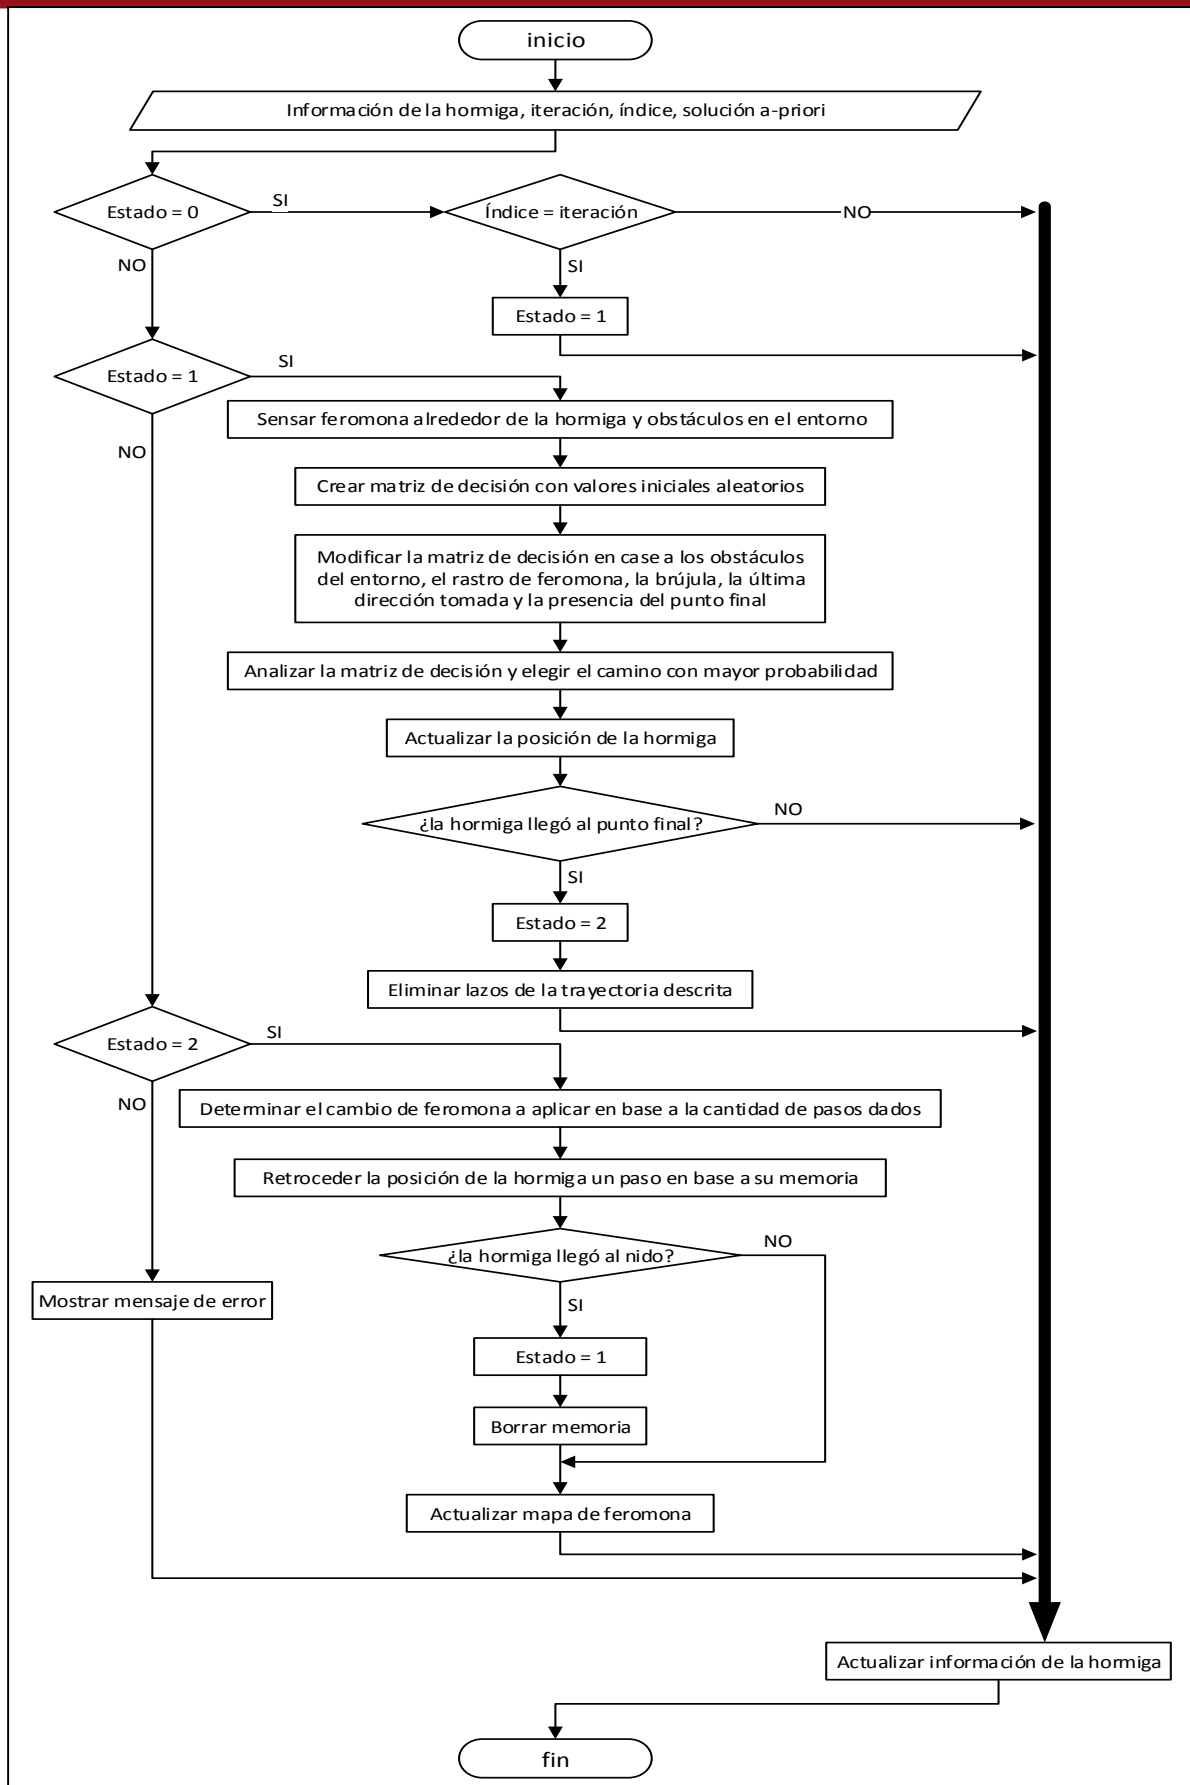 inicio
Información de la hormiga, iteración, índice, solución a-priori
Estado = 0
SI
Índice = iteración
NO
NO
SI
Estado = 1
Estado = 1
SI
NO
Sensar feromona alrededor de la hormiga y obstáculos en el entorno
Crear matriz de decisión con valores iniciales aleatorios
Modificar la matriz de decisión en case a los obstáculos
del entorno, el rastro de feromona, la brújula, la última
dirección tomada y la presencia del punto final
Analizar la matriz de decisión y elegir el camino con mayor probabilidad
Actualizar la posición de la hormiga
¿la hormiga llegó al punto final?
NO
SI
Estado = 2
Eliminar lazos de la trayectoria descrita
Estado = 2
SI
NO
Determinar el cambio de feromona a aplicar en base a la cantidad de pasos dados
Retroceder la posición de la hormiga un paso en base a su memoria
¿la hormiga llegó al nido?
NO
SI
Mostrar mensaje de error
Estado = 1
Borrar memoria
Actualizar mapa de feromona
Actualizar información de la hormiga
fin